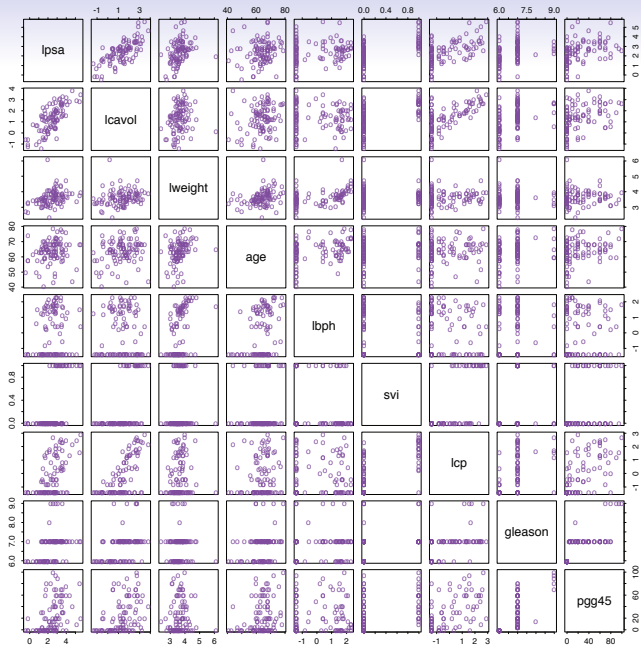 -1 1 2 3
40 60 80
0.0 0.8
6.0 7.5 9.0
lpsa
0 1 2 3 4 5
-1 0 1 2 3 4
lcavol
lweight
3 4 5 6
40 50 60 70 80
age
lbph
-1 0 1 2
0.0 0.8
svi
lcp
-1 0 1 2 3
6.0 7.0 8.0 9.0
gleason
pgg45
0 20 60 100
0 2 4
3 4 5 6
-1 0 1 2
-1 0 1 2 3
0 40 80